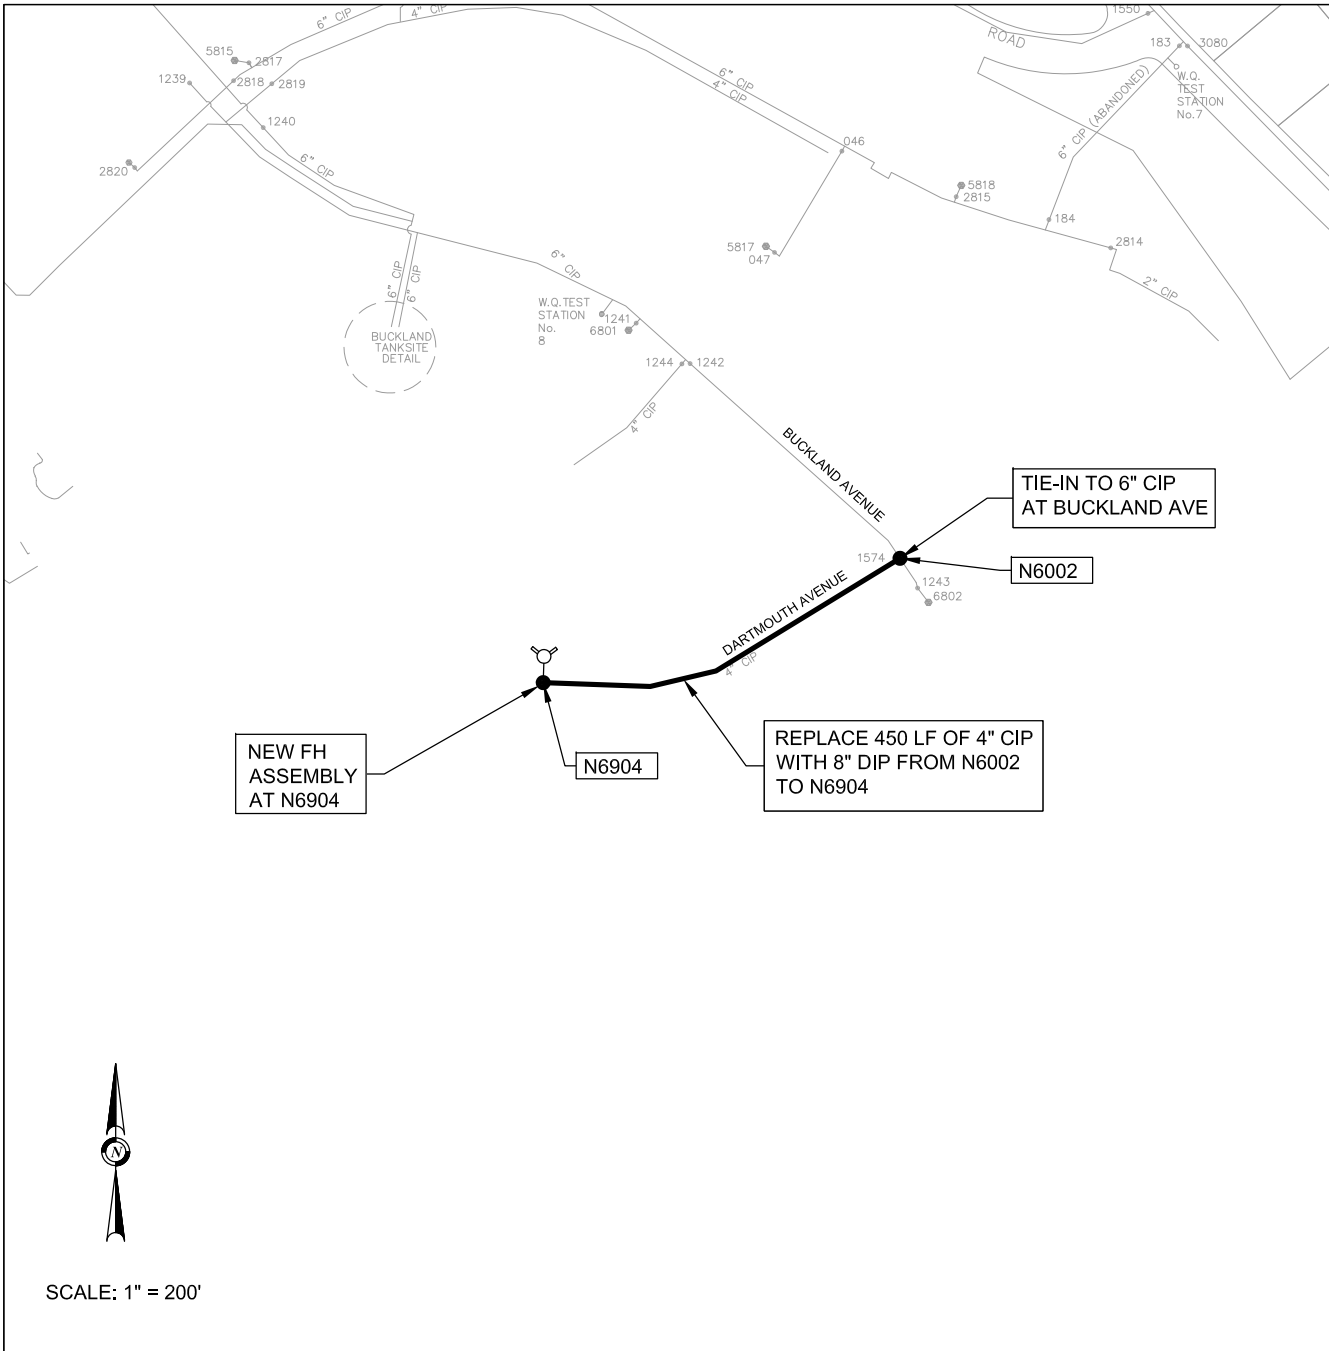 6" CIP
4" CIP
1550
ROAD
183
3080
5815
2817
1239
2818
2819
6" CIP
4" CIP
W.Q.
TEST
STATION
No.7
6" CIP (ABANDONED)
1240
046
6" CIP
2820
5818
2815
184
5817
047
2814
6" CIP
2" CIP
6" CIP
6" CIP
W.Q.TEST
STATION
No.
8
1241
6801
BUCKLAND
TANKSITE
DETAIL
1244
1242
4" CIP
BUCKLAND AVENUE
TIE-IN TO 6" CIP
AT BUCKLAND AVE
1574
N6002
1243
6802
DARTMOUTH AVENUE
4" CIP
NEW FH
ASSEMBLY
AT N6904
N6904
REPLACE 450 LF OF 4" CIP
WITH 8" DIP FROM N6002
TO N6904
N
SCALE: 1" = 200'